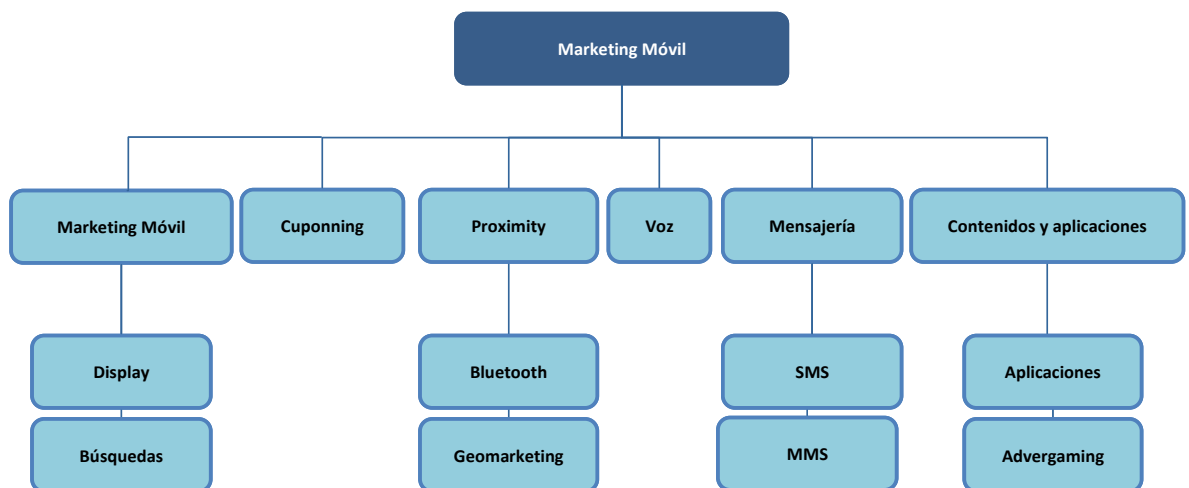 Marketing Móvil
Marketing Móvil
Cuponning
Proximity
Voz
Mensajería
Contenidos y aplicaciones
Display
Bluetooth
SMS
Aplicaciones
Búsquedas
Geomarketing
MMS
Advergaming